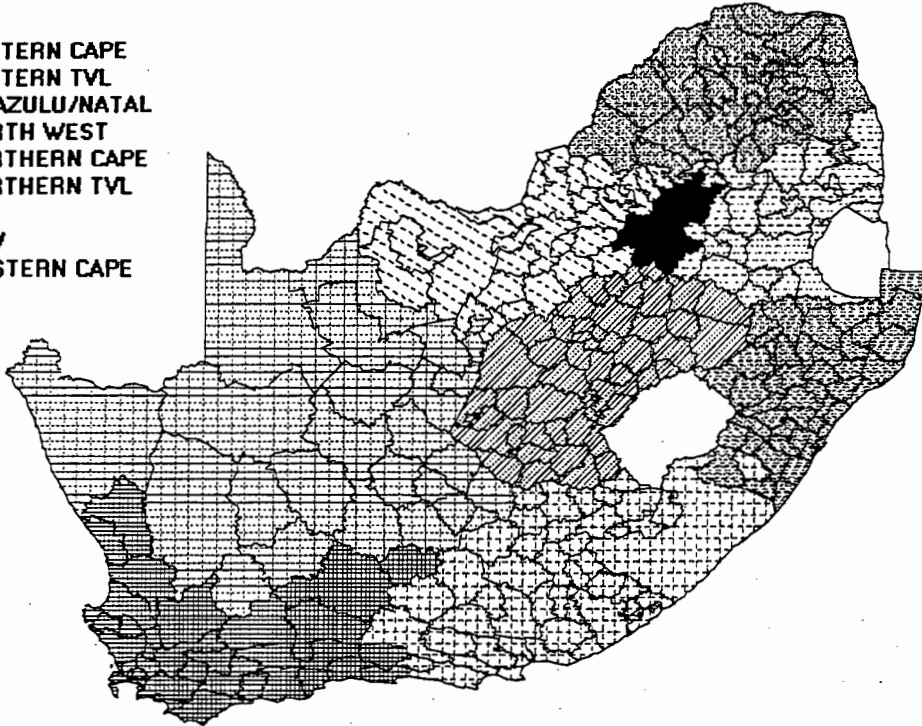 TERN CAPE
TERN TVL
AZULU/NATAL
RTH WEST
RTHERN CAPE
RTHERN TVL
STERN CAPE